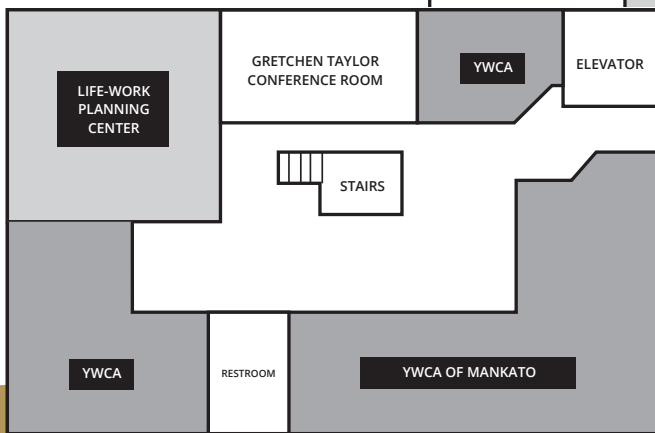 LIFE-WORK
PLANNING
CENTER
GRETCHEN TAYLOR
CONFERENCE ROOM
YWCA
ELEVATOR
STAIRS
YWCA
RESTROOM
YWCA OF MANKATO